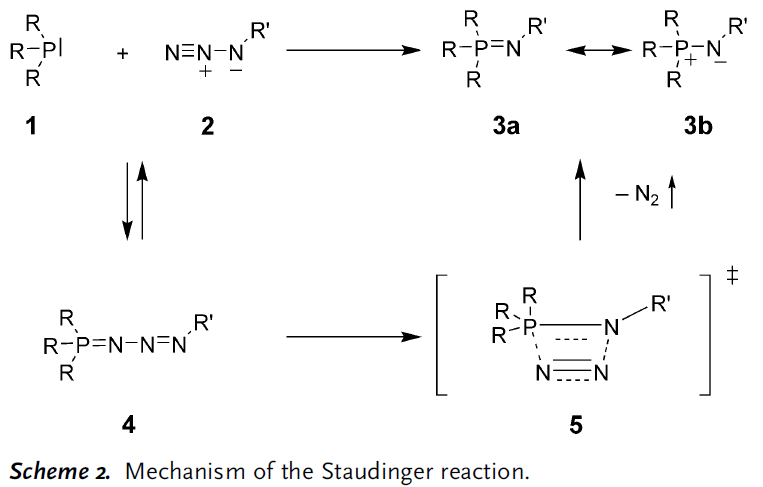 R
R-P|
R
+
N≡N-N
R'
+
–
R
R-P=N
R'
R
R
R-P-N
R'
+
–
R
1
2
3a
3b
– N₂
R
R-P=N-N=N
R'
R
R
R
R
P
N
R'
N
N
‡
4
5
Scheme 2. Mechanism of the Staudinger reaction.